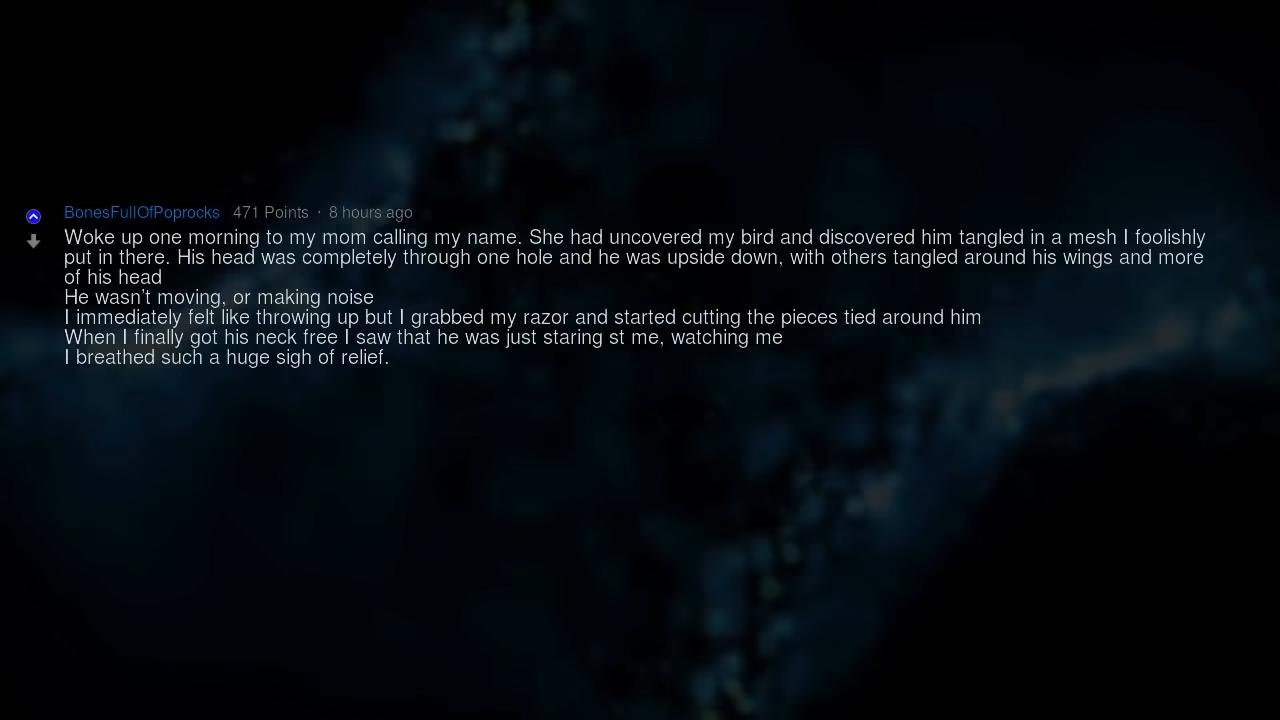 BonesFullOfPoprocks 471 Points · 8 hours ago
Woke up one morning to my mom calling my name. She had uncovered my bird and discovered him tangled in a mesh I foolishly
put in there. His head was completely through one hole and he was upside down, with others tangled around his wings and more
of his head
He wasn't moving, or making noise
I immediately felt like throwing up but I grabbed my razor and started cutting the pieces tied around him
When I finally got his neck free I saw that he was just staring st me, watching me
I breathed such a huge sigh of relief.